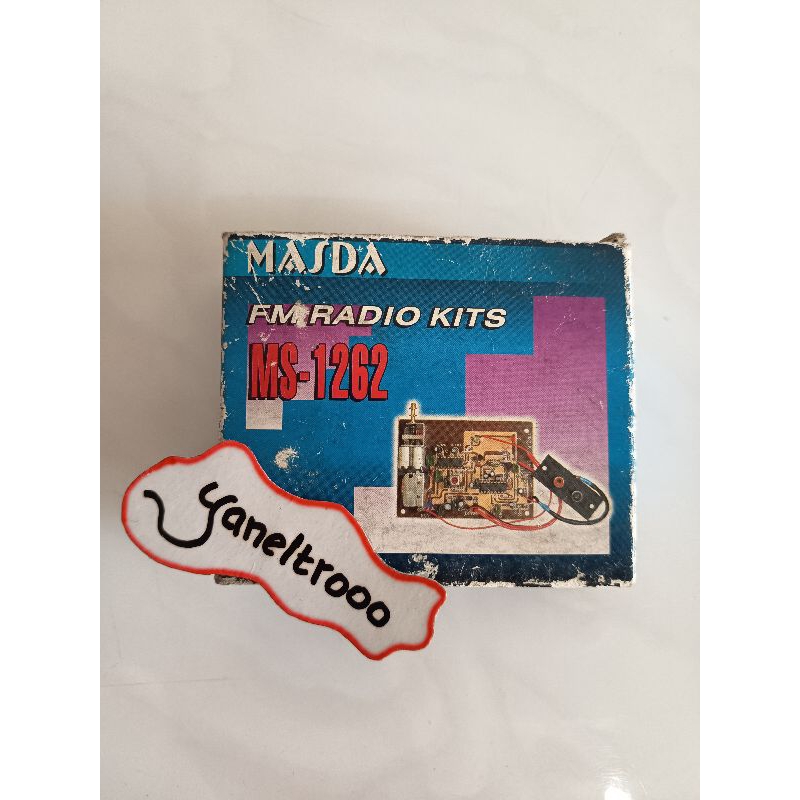 MASDA
FM RADIO KITS
MS-1262
yaneltrooo